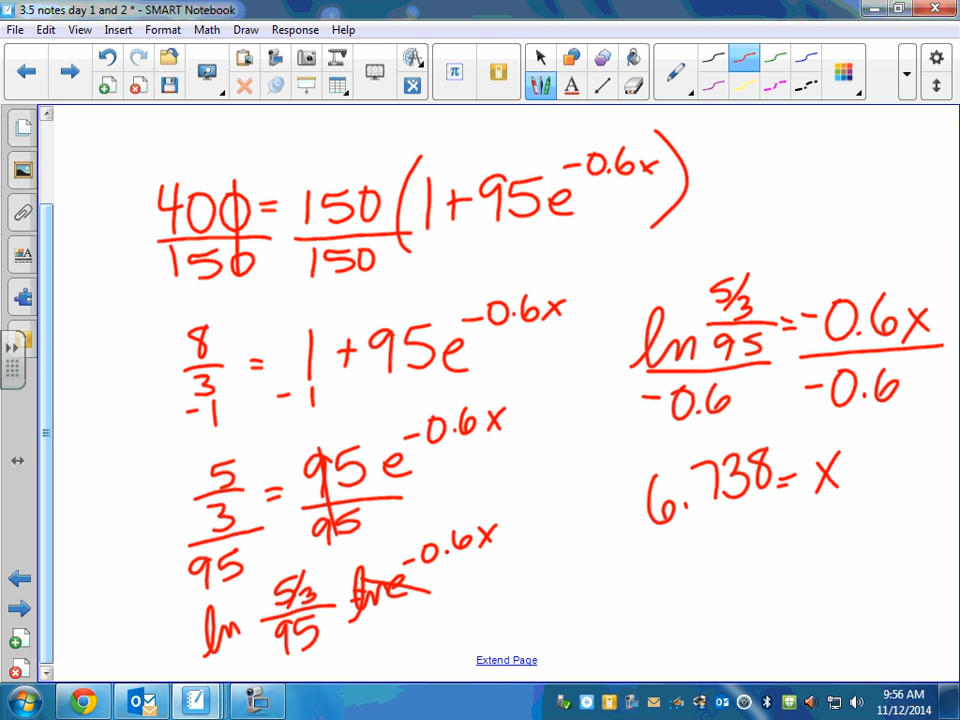 3.5 notes day 1 and 2 * - SMART Notebook
File Edit View Insert Format Math Draw Response Help
400/150 = 150/150 (1+95e^-0.6x)
8/3 = 1 + 95e^-0.6x
-1 -1
5/3/95 = 95e^-0.6x/95
ln 5/3/95 ln e^-0.6x
ln 5/3/95 / -0.6 = -0.6x / -0.6
6.738 = x
Extend Page
9:56 AM
11/12/2014